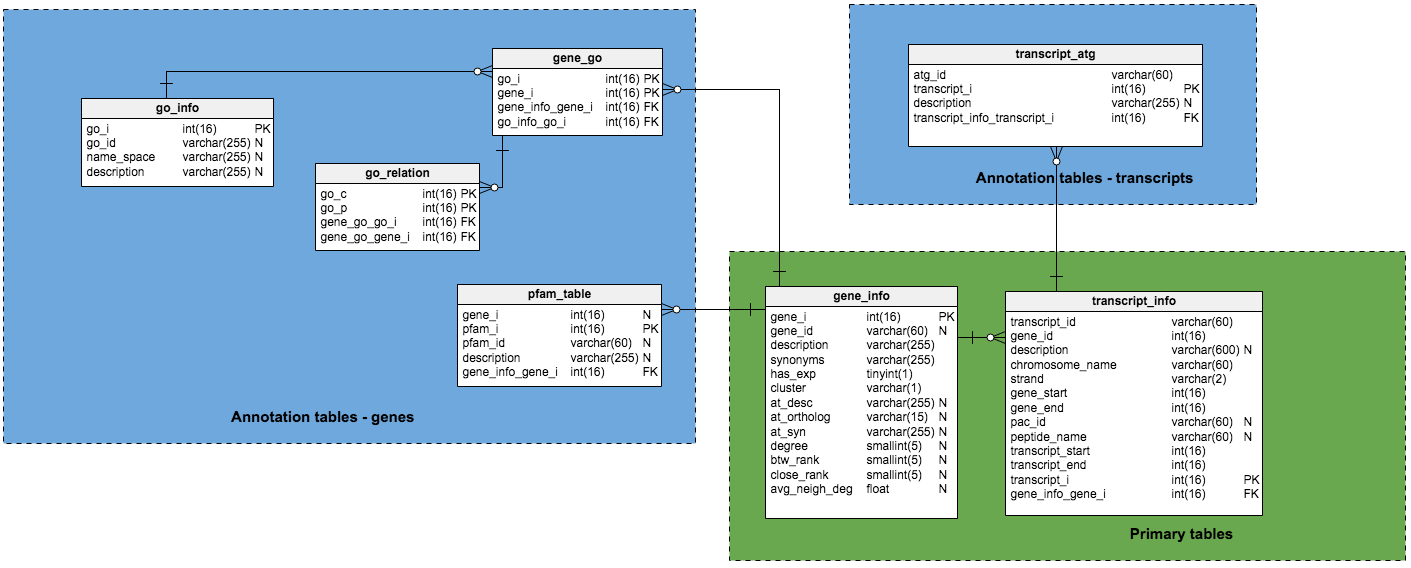 gene_go
go_i int(16) PK
gene_i int(16) PK
gene_info_gene_i int(16) FK
go_info_go_i int(16) FK
go_info
go_i int(16) PK
go_id varchar(255) N
name_space varchar(255) N
description varchar(255) N
go_relation
go_c int(16) PK
go_p int(16) PK
gene_go_go_i int(16) FK
gene_go_gene_i int(16) FK
pfam_table
gene_i int(16) N
pfam_i int(16) PK
pfam_id varchar(60) N
description varchar(255) N
gene_info_gene_i int(16) FK
Annotation tables - genes
transcript_atg
atg_id varchar(60)
transcript_i int(16) PK
description varchar(255) N
transcript_info_transcript_i int(16) FK
Annotation tables - transcripts
gene_info
gene_i int(16) PK
gene_id varchar(60) N
description varchar(255)
synonyms varchar(255)
has_exp tinyint(1)
cluster varchar(1)
at_desc varchar(255) N
at_ortholog varchar(15) N
at_syn varchar(255) N
degree smallint(5) N
btw_rank smallint(5) N
close_rank smallint(5) N
avg_neigh_deg float N
transcript_info
transcript_id varchar(60)
gene_id int(16)
description varchar(600) N
chromosome_name varchar(60)
strand varchar(2)
gene_start int(16)
gene_end int(16)
pac_id varchar(60) N
peptide_name varchar(60) N
transcript_start int(16)
transcript_end int(16)
transcript_i int(16) PK
gene_info_gene_i int(16) FK
Primary tables